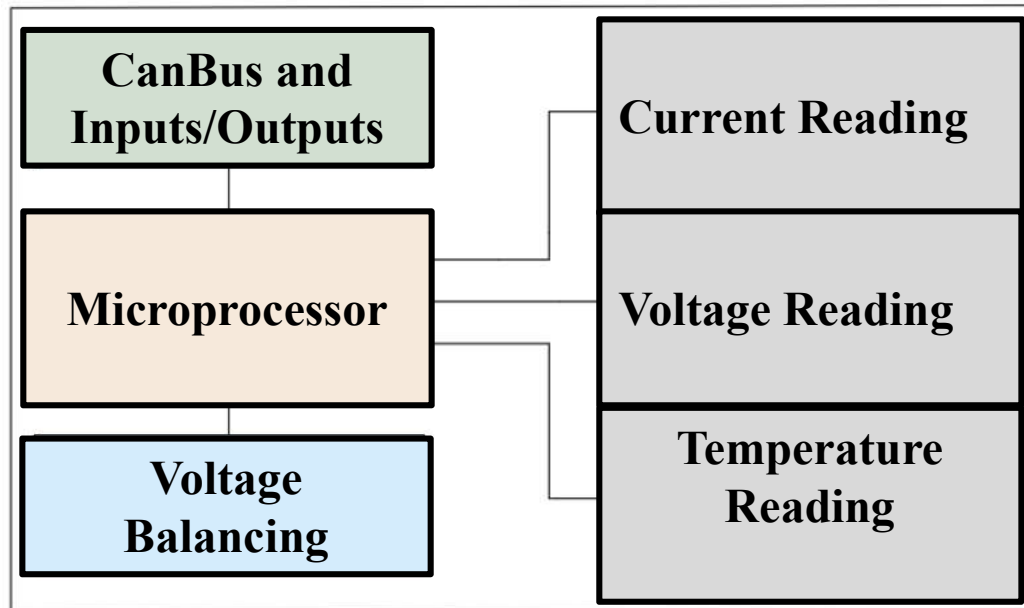 CanBus and
Inputs/Outputs
Microprocessor
Voltage
Balancing
Current Reading
Voltage Reading
Temperature
Reading